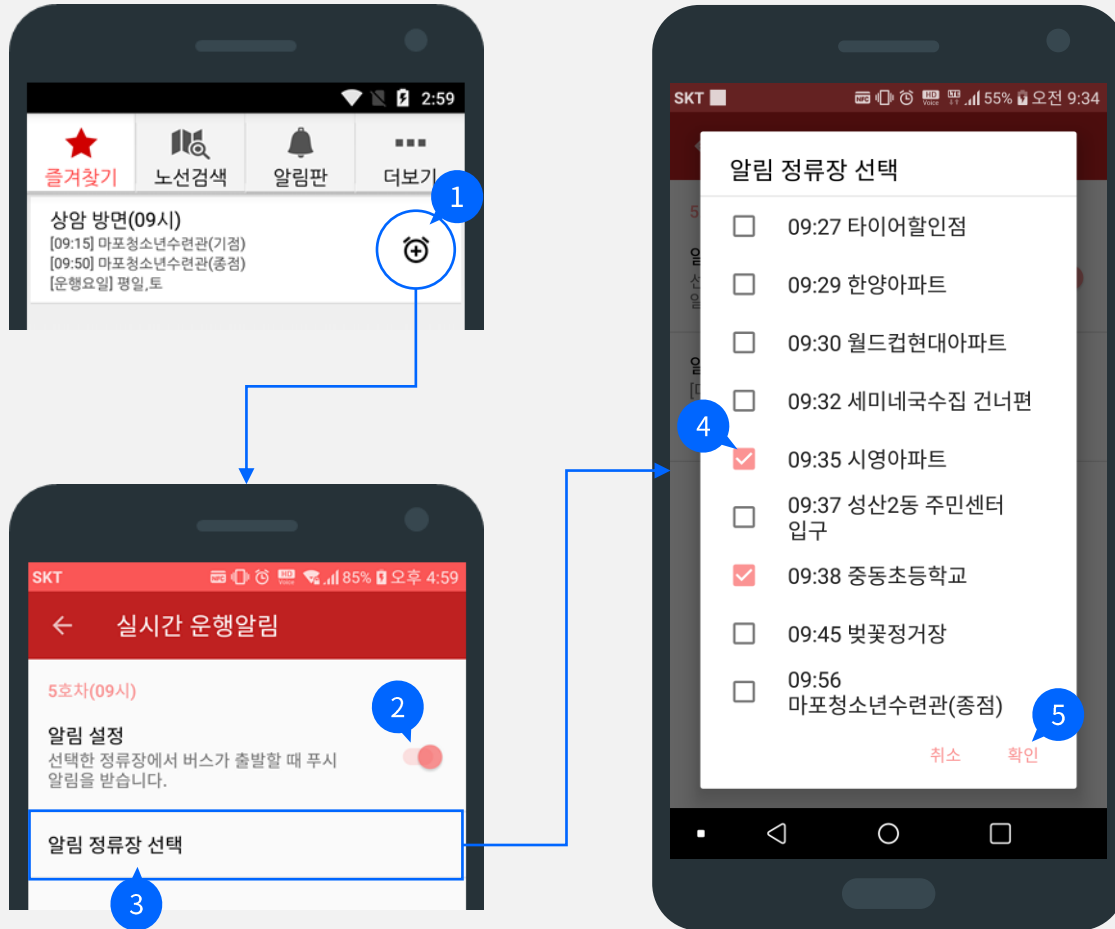 2:59
즐겨찾기 노선검색 알림판 더보기
1
상암 방면(09시)
[09:15] 마포청소년수련관(기점)
[09:50] 마포청소년수련관(종점)
[운행요일] 평일,토
SKT 85% 오후 4:59
실시간 운행알림
5호차(09시)
2
알림 설정
선택한 정류장에서 버스가 출발할 때 푸시
알림을 받습니다.
알림 정류장 선택
3
SKT HD Voice LTE 55% 오전 9:34
알림 정류장 선택
09:27 타이어할인점
09:29 한양아파트
09:30 월드컵현대아파트
09:32 세미네국수집 건너편
4
09:35 시영아파트
09:37 성산2동 주민센터
입구
09:38 중동초등학교
09:45 벚꽃정거장
09:56
마포청소년수련관(종점)
5
취소 확인